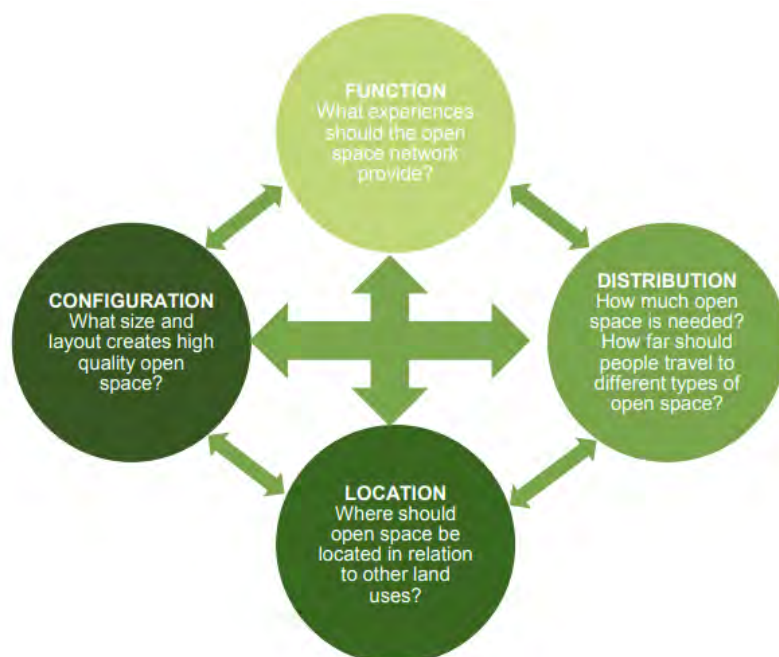 FUNCTION
What experiences
should the open
space network
provide?
CONFIGURATION
What size and
layout creates high
quality open
space?
DISTRIBUTION
How much open
space is needed?
How far should
people travel to
different types of
open space?
LOCATION
Where should
open space be
located in relation
to other land
uses?